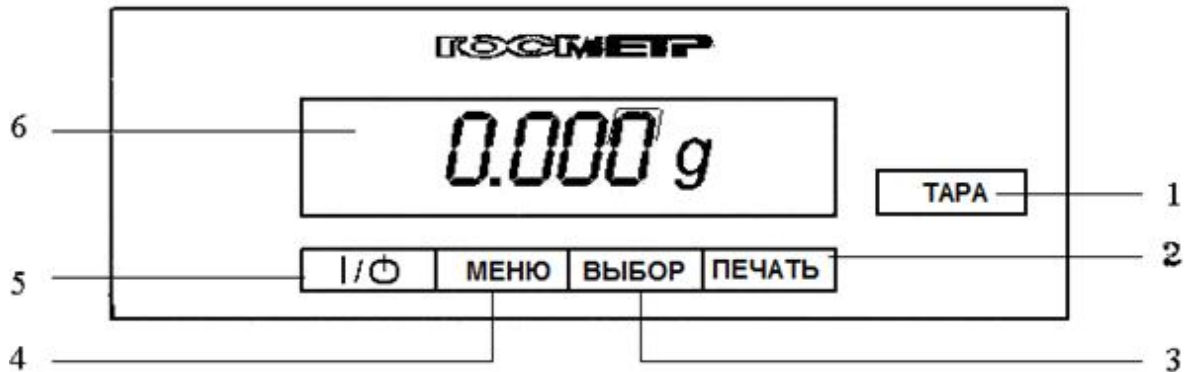 ГОСМЕТР
6
0.000 g
ТАРА
1
I/⏻
МЕНЮ
ВЫБОР
ПЕЧАТЬ
2
5
4
3